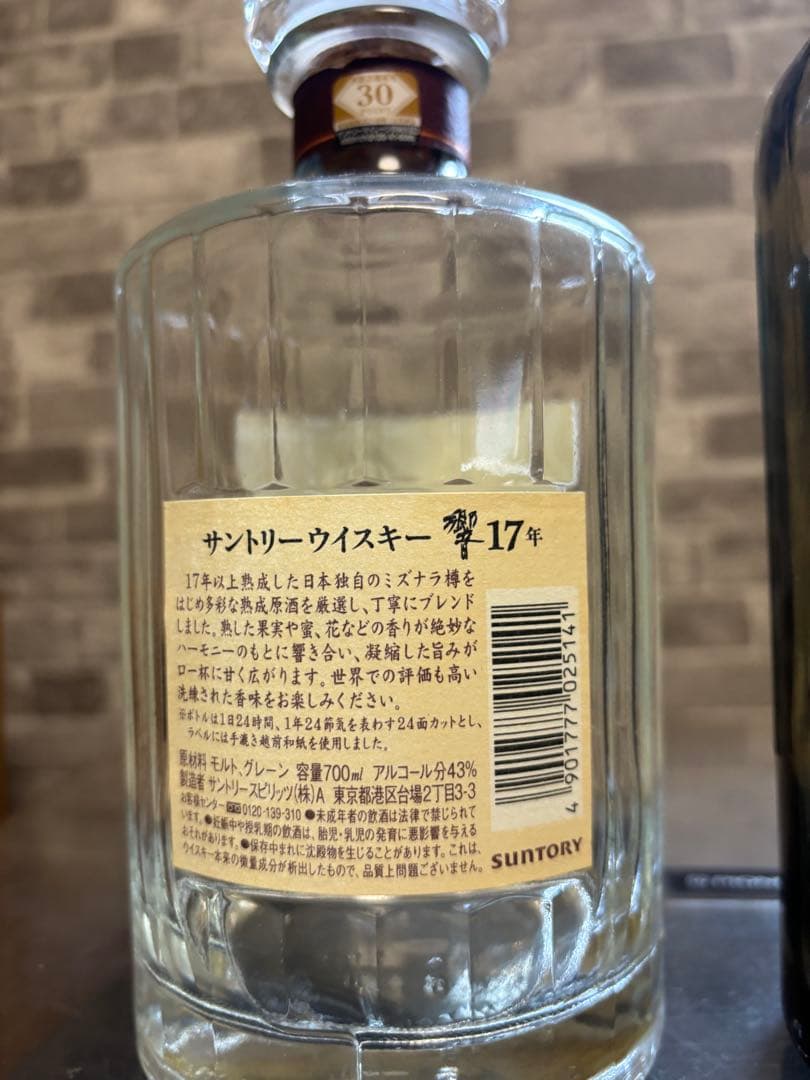 30
サントリーウイスキー 響 17年
17年以上熟成した日本独自のミズナラ樽を
はじめ多彩な熟成原酒を厳選し、丁寧にブレンド
しました。熟した果実や蜜、花などの香りが絶妙な
ハーモニーのもとに響き合い、凝縮した旨みが
口一杯に甘く広がります。世界での評価も高い
洗練された香味をお楽しみください。
※ボトルは1日24時間、1年24節気を表わす24面カットとし、
ラベルには手漉き越前和紙を使用しました。
原材料 モルト、グレーン 容量700ml アルコール分43%
製造者 サントリースピリッツ(株)A 東京都港区台場2丁目3-3
お客様センター 0120-139-310 ●未成年者の飲酒は法律で禁じられて
います。●妊娠中や授乳期の飲酒は、胎児・乳児の発育に悪影響を与える
おそれがあります。●保存中まれに沈殿物を生じることがあります。これは、
ウイスキー本来の微量成分が析出したもので、品質上問題ございません。
4 901777 025141
SUNTORY